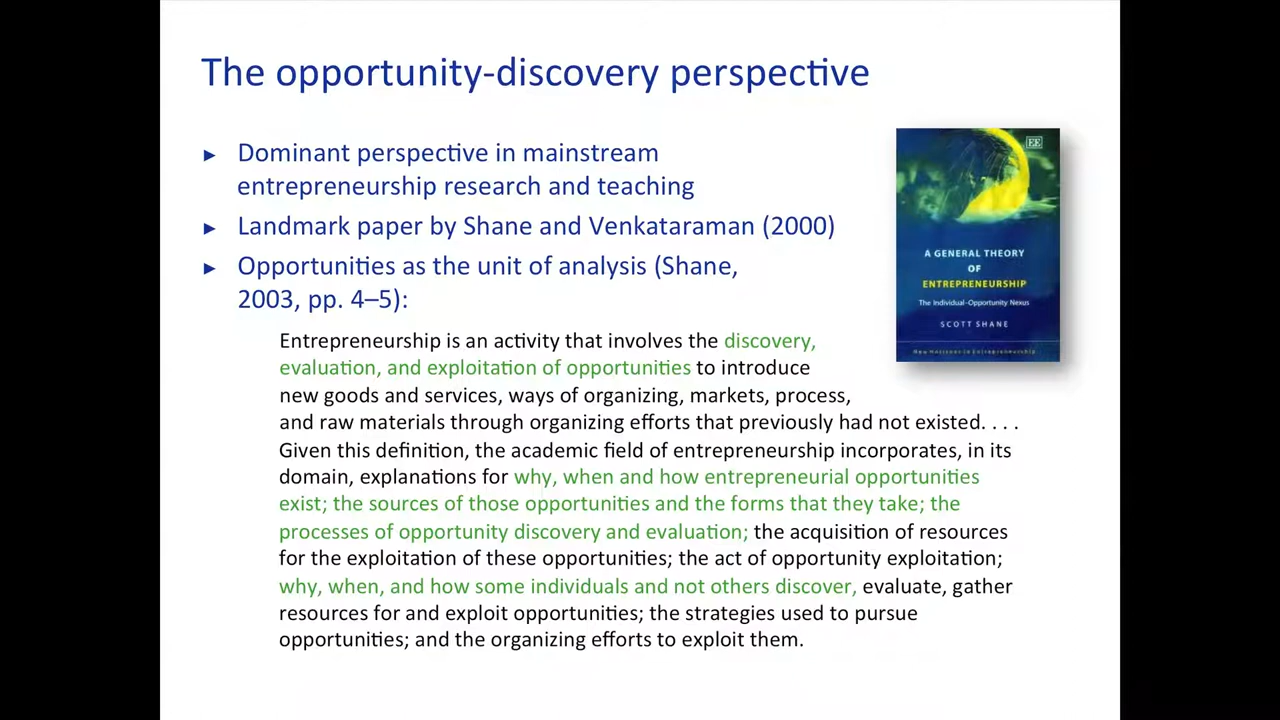 The opportunity-discovery perspective
► Dominant perspective in mainstream
entrepreneurship research and teaching
► Landmark paper by Shane and Venkataraman (2000)
► Opportunities as the unit of analysis (Shane,
2003, pp. 4–5):
Entrepreneurship is an activity that involves the discovery,
evaluation, and exploitation of opportunities to introduce
new goods and services, ways of organizing, markets, process,
and raw materials through organizing efforts that previously had not existed. . . .
Given this definition, the academic field of entrepreneurship incorporates, in its
domain, explanations for why, when and how entrepreneurial opportunities
exist; the sources of those opportunities and the forms that they take; the
processes of opportunity discovery and evaluation; the acquisition of resources
for the exploitation of these opportunities; the act of opportunity exploitation;
why, when, and how some individuals and not others discover, evaluate, gather
resources for and exploit opportunities; the strategies used to pursue
opportunities; and the organizing efforts to exploit them.
EE
A GENERAL THEORY
OF
ENTREPRENEURSHIP
The Individual-Opportunity Nexus
SCOTT SHANE
New Horizons in Entrepreneurship